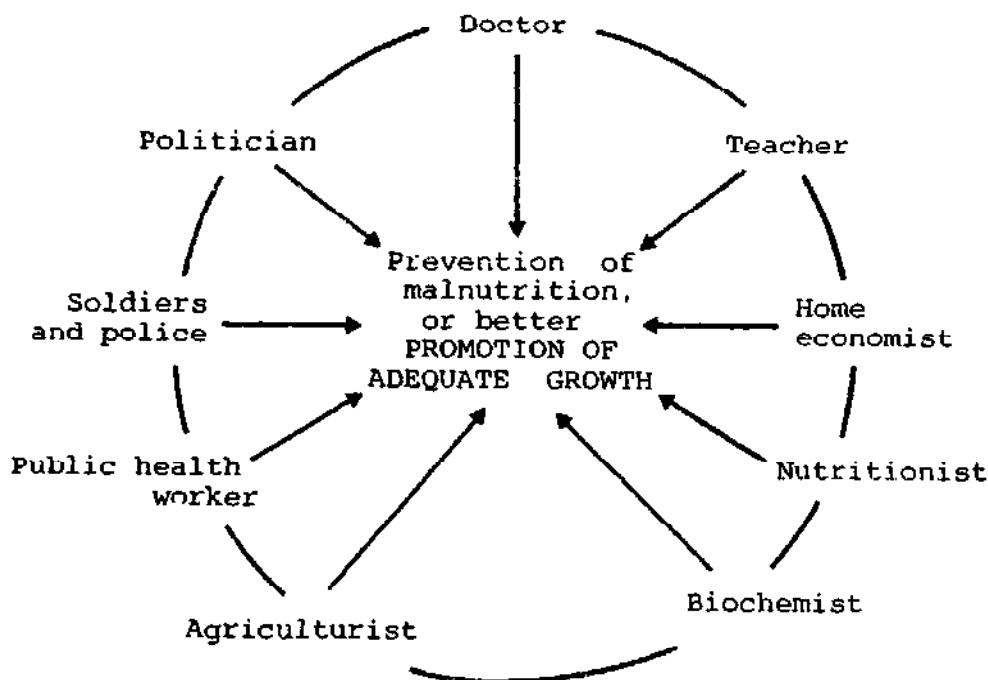 Doctor
Politician
Teacher
Prevention of
malnutrition,
or better
PROMOTION OF
ADEQUATE GROWTH
Soldiers
and police
Home
economist
Public health
worker
Nutritionist
Agriculturist
Biochemist